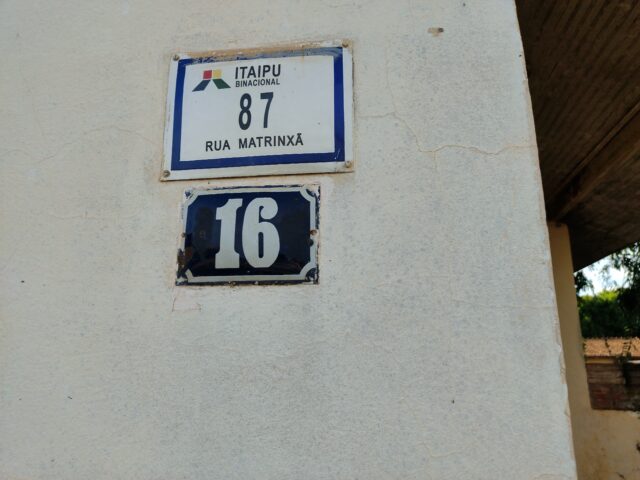 ITAIPU
BINACIONAL
87
RUA MATRINXÃ
16